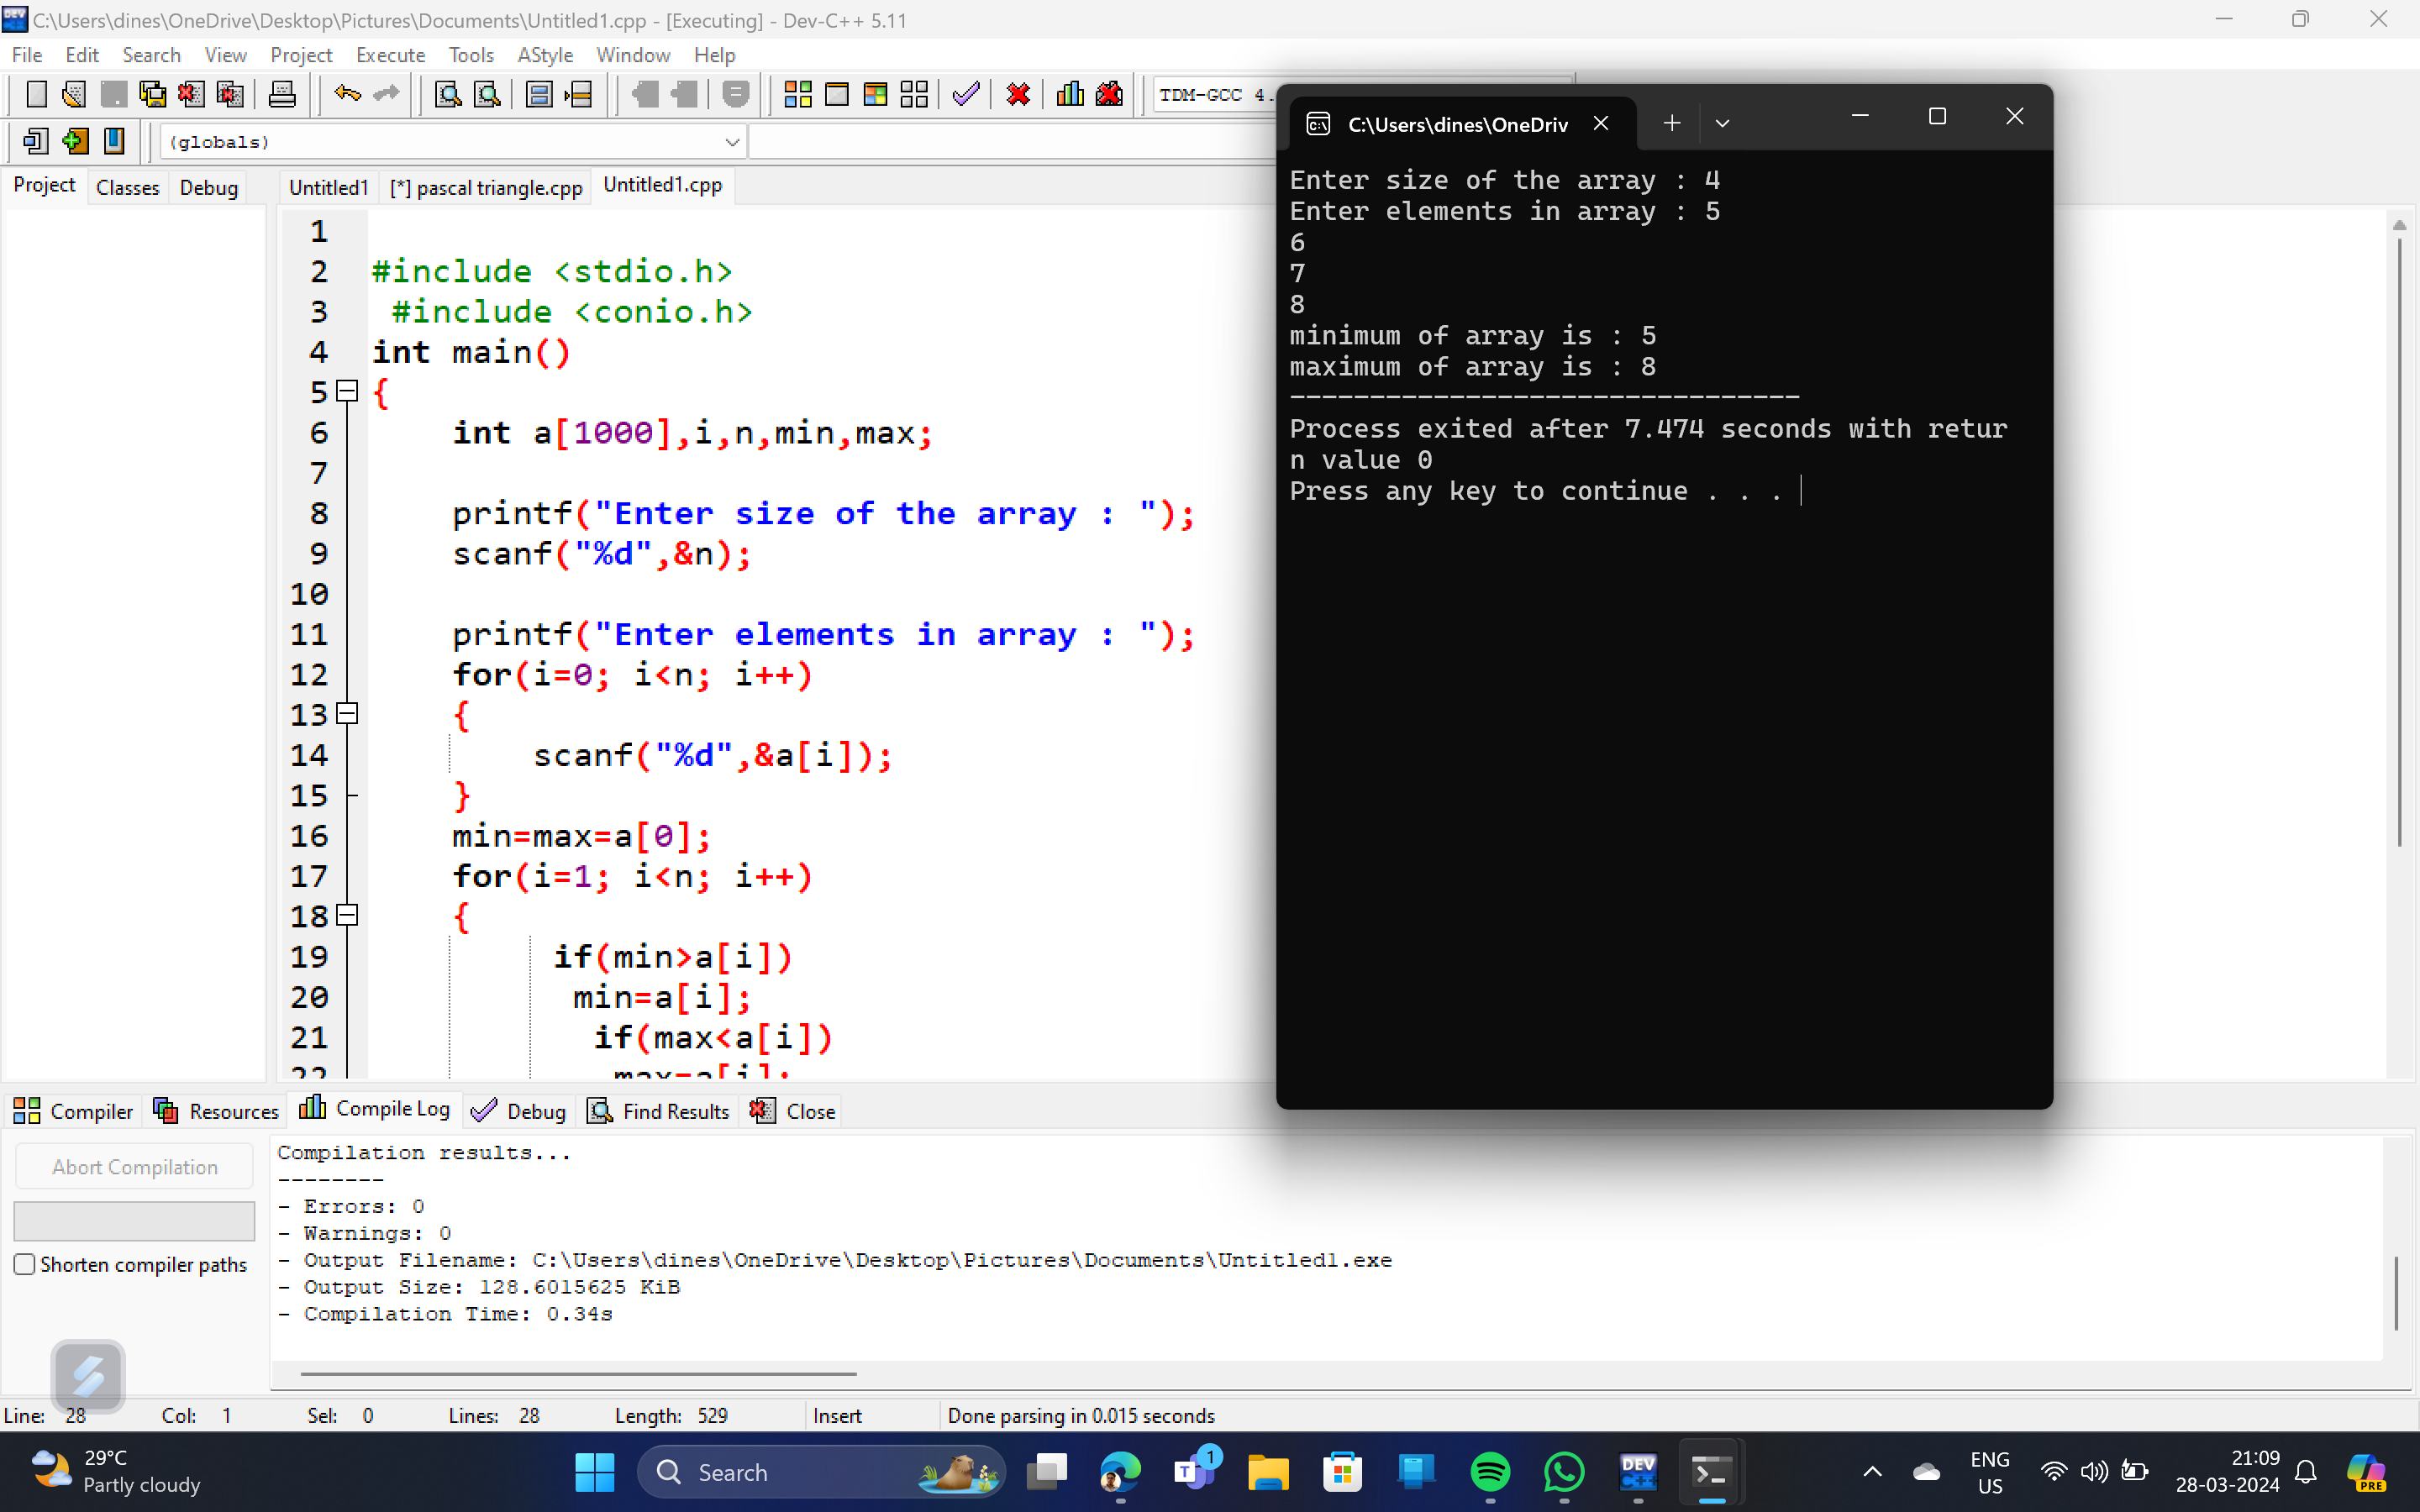 C:\Users\dines\OneDrive\Desktop\Pictures\Documents\Untitled1.cpp - [Executing] - Dev-C++ 5.11
File Edit Search View Project Execute Tools AStyle Window Help
TDM-GCC 4.
(globals)
Project Classes Debug
Untitled1 [*] pascal triangle.cpp Untitled1.cpp
1
2 #include <stdio.h>
3 #include <conio.h>
4 int main()
5 {
6 int a[1000],i,n,min,max;
7
8 printf("Enter size of the array : ");
9 scanf("%d",&n);
10
11 printf("Enter elements in array : ");
12 for(i=0; i<n; i++)
13 {
14 scanf("%d",&a[i]);
15 }
16 min=max=a[0];
17 for(i=1; i<n; i++)
18 {
19 if(min>a[i])
20 min=a[i];
21 if(max<a[i])
22 max=a[i];
C:\Users\dines\OneDriv
Enter size of the array : 4
Enter elements in array : 5
6
7
8
minimum of array is : 5
maximum of array is : 8
--------------------------------
Process exited after 7.474 seconds with retur
n value 0
Press any key to continue . . .
Compiler Resources Compile Log Debug Find Results Close
Abort Compilation
Shorten compiler paths
Compilation results...
--------
- Errors: 0
- Warnings: 0
- Output Filename: C:\Users\dines\OneDrive\Desktop\Pictures\Documents\Untitled1.exe
- Output Size: 128.6015625 KiB
- Compilation Time: 0.34s
Line: 28 Col: 1 Sel: 0 Lines: 28 Length: 529 Insert Done parsing in 0.015 seconds
29°C
Partly cloudy
Search
1
T
DEV
C++
ENG
US
21:09
28-03-2024
PRE